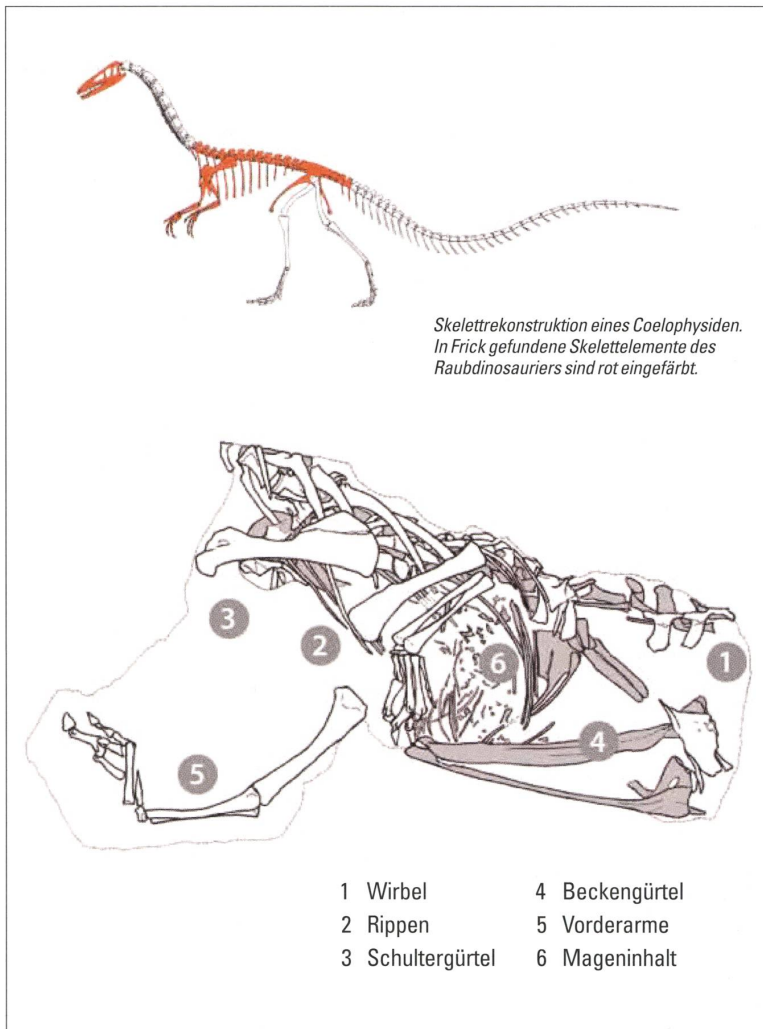 Skelettrekonstruktion eines Coelophysiden.
In Frick gefundene Skelettelemente des
Raubdinosauriers sind rot eingefärbt.
3
2
6
1
4
5
1 Wirbel
2 Rippen
3 Schultergürtel
4 Beckengürtel
5 Vorderarme
6 Mageninhalt